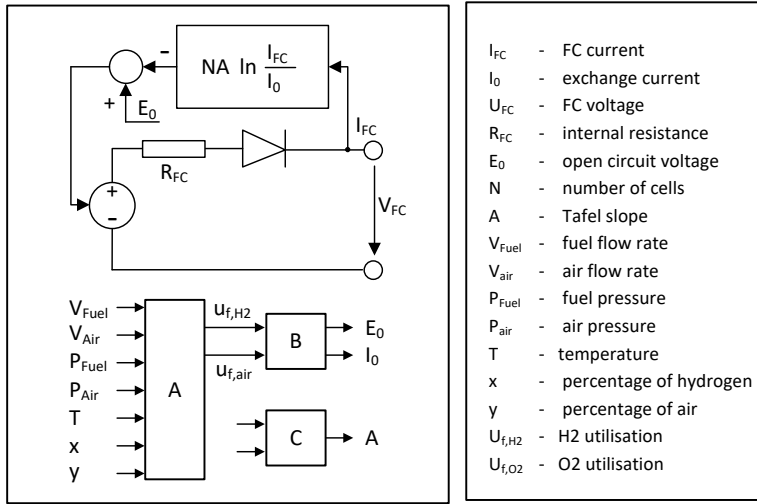 −
NA ln I_FC / I_0
+
E_0
I_FC
R_FC
+
−
V_FC
V_Fuel
V_Air
P_Fuel
P_Air
T
x
y
A
u_f,H2
u_f,air
B
E_0
I_0
C
A
I_FC - FC current
I_0 - exchange current
U_FC - FC voltage
R_FC - internal resistance
E_0 - open circuit voltage
N - number of cells
A - Tafel slope
V_Fuel - fuel flow rate
V_air - air flow rate
P_Fuel - fuel pressure
P_air - air pressure
T - temperature
x - percentage of hydrogen
y - percentage of air
U_f,H2 - H2 utilisation
U_f,O2 - O2 utilisation